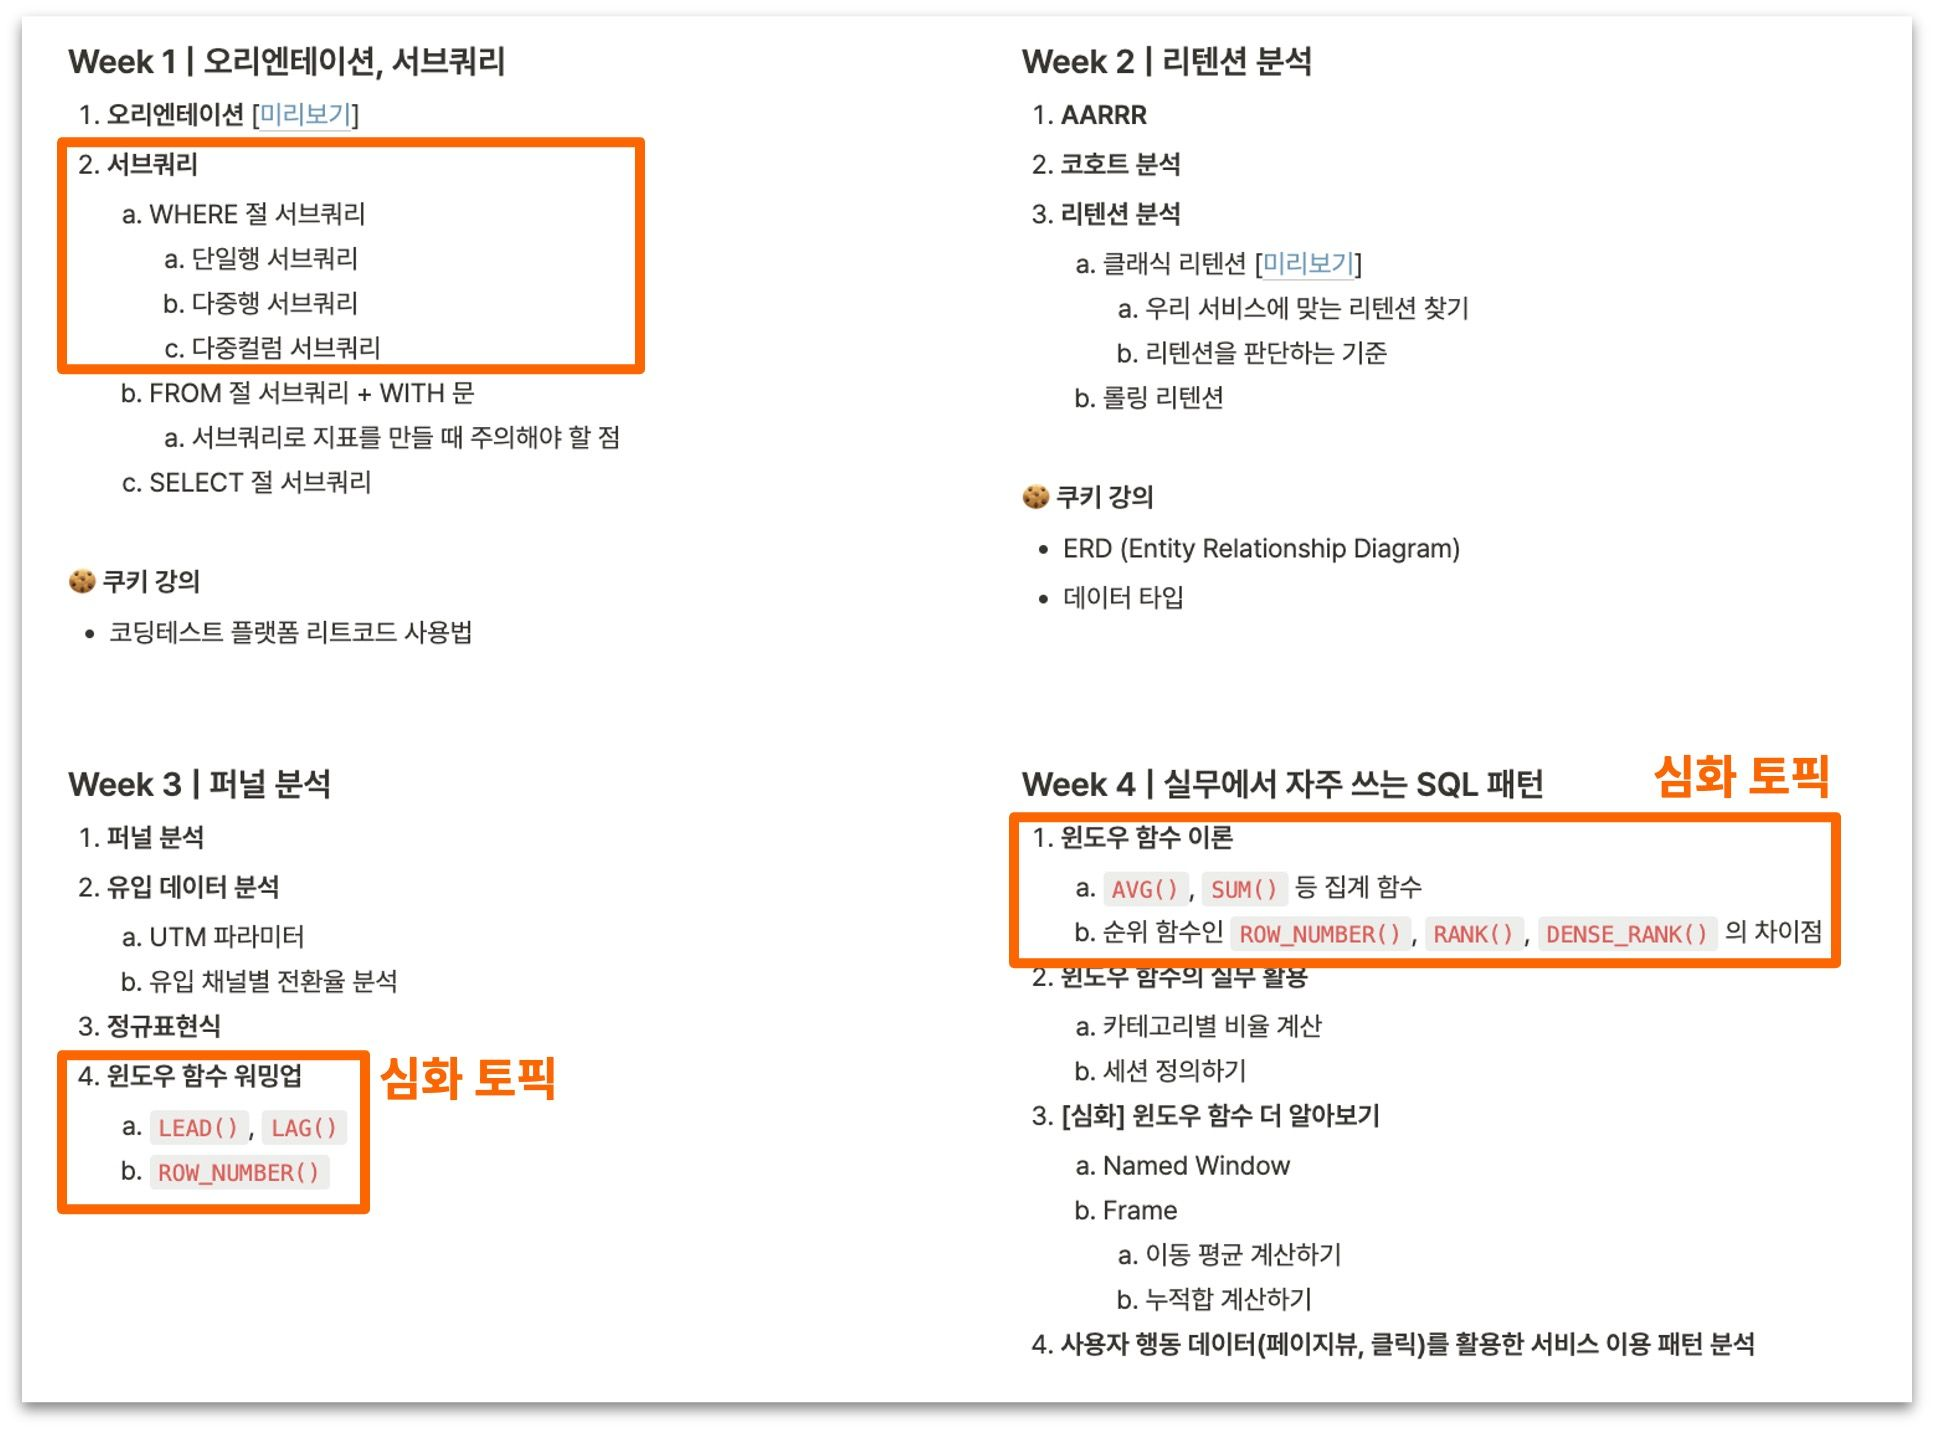 Week 1 | 오리엔테이션, 서브쿼리
1. 오리엔테이션 [미리보기]
2. 서브쿼리
a. WHERE 절 서브쿼리
a. 단일행 서브쿼리
b. 다중행 서브쿼리
c. 다중컬럼 서브쿼리
b. FROM 절 서브쿼리 + WITH 문
a. 서브쿼리로 지표를 만들 때 주의해야 할 점
c. SELECT 절 서브쿼리
🍪 쿠키 강의
• 코딩테스트 플랫폼 리트코드 사용법
Week 2 | 리텐션 분석
1. AARRR
2. 코호트 분석
3. 리텐션 분석
a. 클래식 리텐션 [미리보기]
a. 우리 서비스에 맞는 리텐션 찾기
b. 리텐션을 판단하는 기준
b. 롤링 리텐션
🍪 쿠키 강의
• ERD (Entity Relationship Diagram)
• 데이터 타입
Week 3 | 퍼널 분석
1. 퍼널 분석
2. 유입 데이터 분석
a. UTM 파라미터
b. 유입 채널별 전환율 분석
3. 정규표현식
4. 윈도우 함수 워밍업
심화 토픽
a. LEAD(), LAG()
b. ROW_NUMBER()
Week 4 | 실무에서 자주 쓰는 SQL 패턴
심화 토픽
1. 윈도우 함수 이론
a. AVG(), SUM() 등 집계 함수
b. 순위 함수인 ROW_NUMBER(), RANK(), DENSE_RANK() 의 차이점
2. 윈도우 함수의 실무 활용
a. 카테고리별 비율 계산
b. 세션 정의하기
3. [심화] 윈도우 함수 더 알아보기
a. Named Window
b. Frame
a. 이동 평균 계산하기
b. 누적합 계산하기
4. 사용자 행동 데이터(페이지뷰, 클릭)를 활용한 서비스 이용 패턴 분석